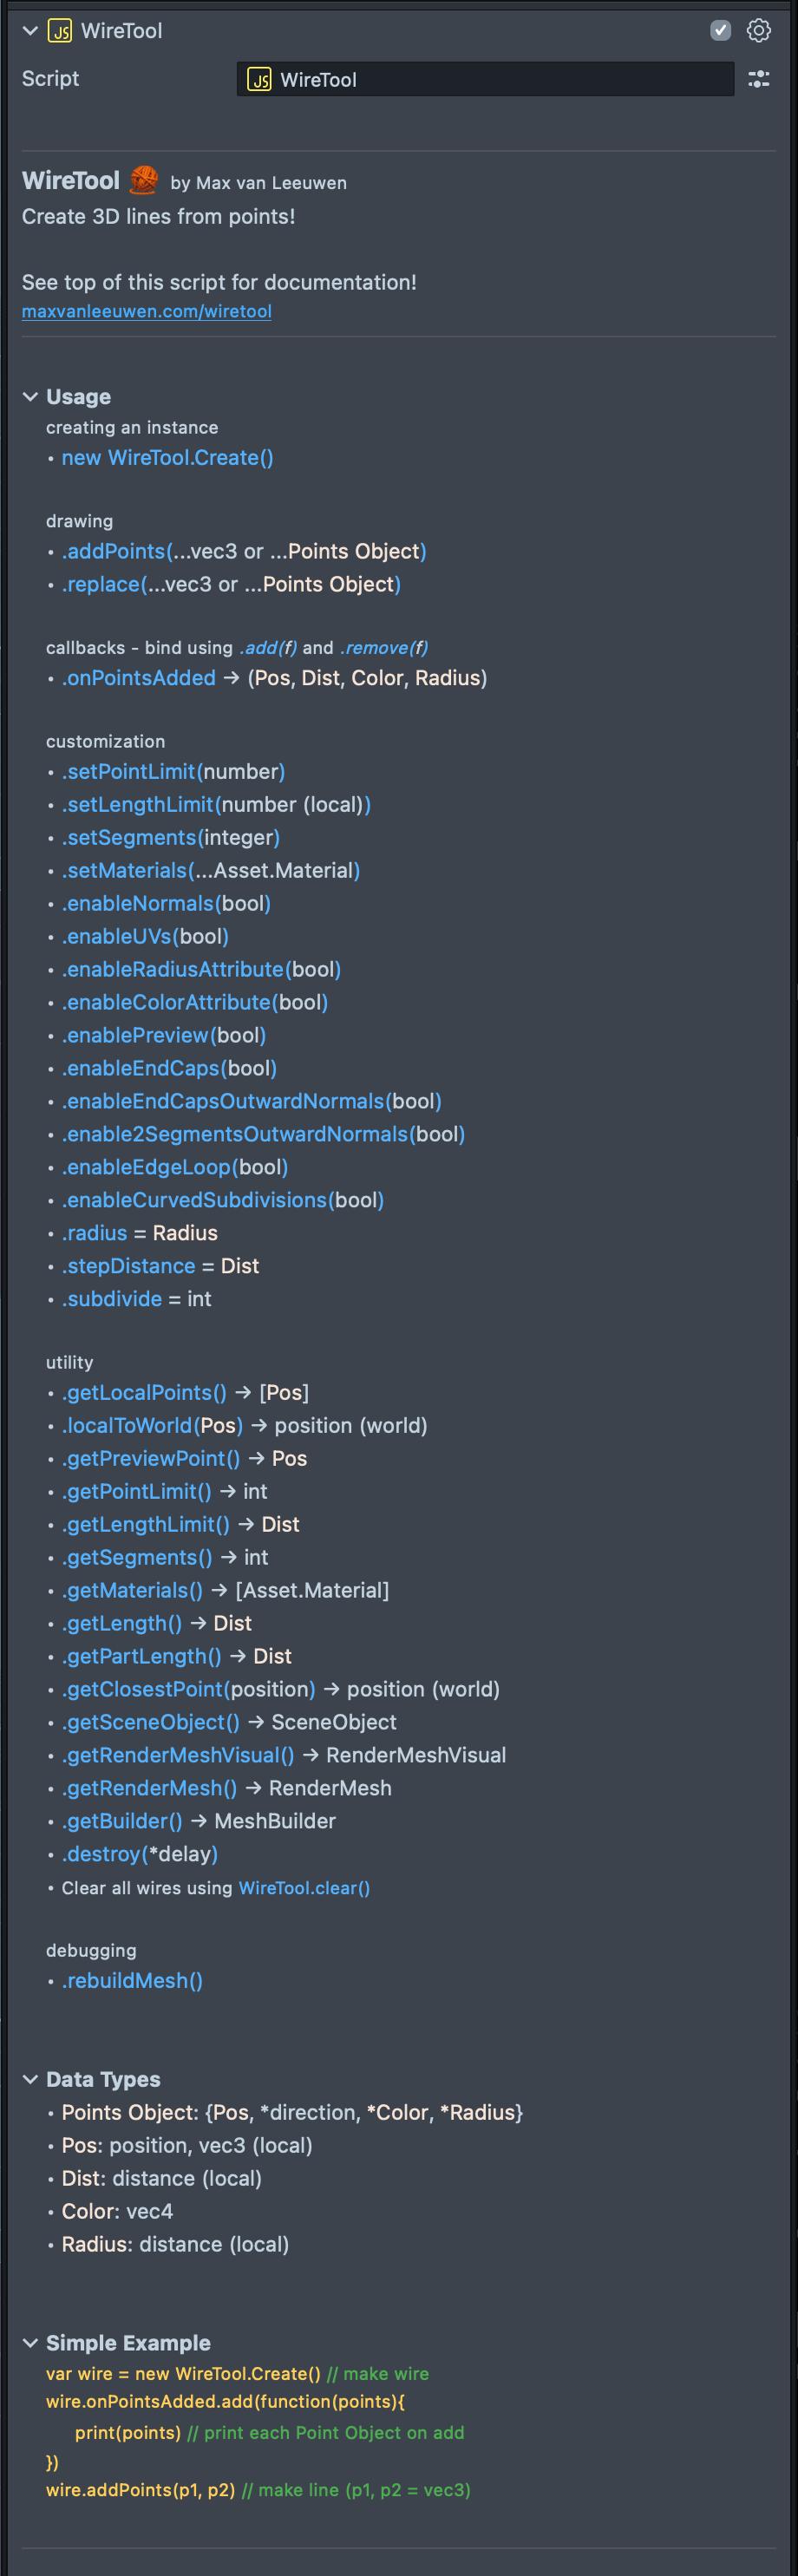 WireTool
Script
WireTool
WireTool by Max van Leeuwen
Create 3D lines from points!
See top of this script for documentation!
maxvanleeuwen.com/wiretool
Usage
creating an instance
• new WireTool.Create()
drawing
• .addPoints(...vec3 or ...Points Object)
• .replace(...vec3 or ...Points Object)
callbacks - bind using .add(f) and .remove(f)
• .onPointsAdded → (Pos, Dist, Color, Radius)
customization
• .setPointLimit(number)
• .setLengthLimit(number (local))
• .setSegments(integer)
• .setMaterials(...Asset.Material)
• .enableNormals(bool)
• .enableUVs(bool)
• .enableRadiusAttribute(bool)
• .enableColorAttribute(bool)
• .enablePreview(bool)
• .enableEndCaps(bool)
• .enableEndCapsOutwardNormals(bool)
• .enable2SegmentsOutwardNormals(bool)
• .enableEdgeLoop(bool)
• .enableCurvedSubdivisions(bool)
• .radius = Radius
• .stepDistance = Dist
• .subdivide = int
utility
• .getLocalPoints() → [Pos]
• .localToWorld(Pos) → position (world)
• .getPreviewPoint() → Pos
• .getPointLimit() → int
• .getLengthLimit() → Dist
• .getSegments() → int
• .getMaterials() → [Asset.Material]
• .getLength() → Dist
• .getPartLength() → Dist
• .getClosestPoint(position) → position (world)
• .getSceneObject() → SceneObject
• .getRenderMeshVisual() → RenderMeshVisual
• .getRenderMesh() → RenderMesh
• .getBuilder() → MeshBuilder
• .destroy(*delay)
• Clear all wires using WireTool.clear()
debugging
• .rebuildMesh()
Data Types
• Points Object: {Pos, *direction, *Color, *Radius}
• Pos: position, vec3 (local)
• Dist: distance (local)
• Color: vec4
• Radius: distance (local)
Simple Example
var wire = new WireTool.Create() // make wire
wire.onPointsAdded.add(function(points){
print(points) // print each Point Object on add
})
wire.addPoints(p1, p2) // make line (p1, p2 = vec3)